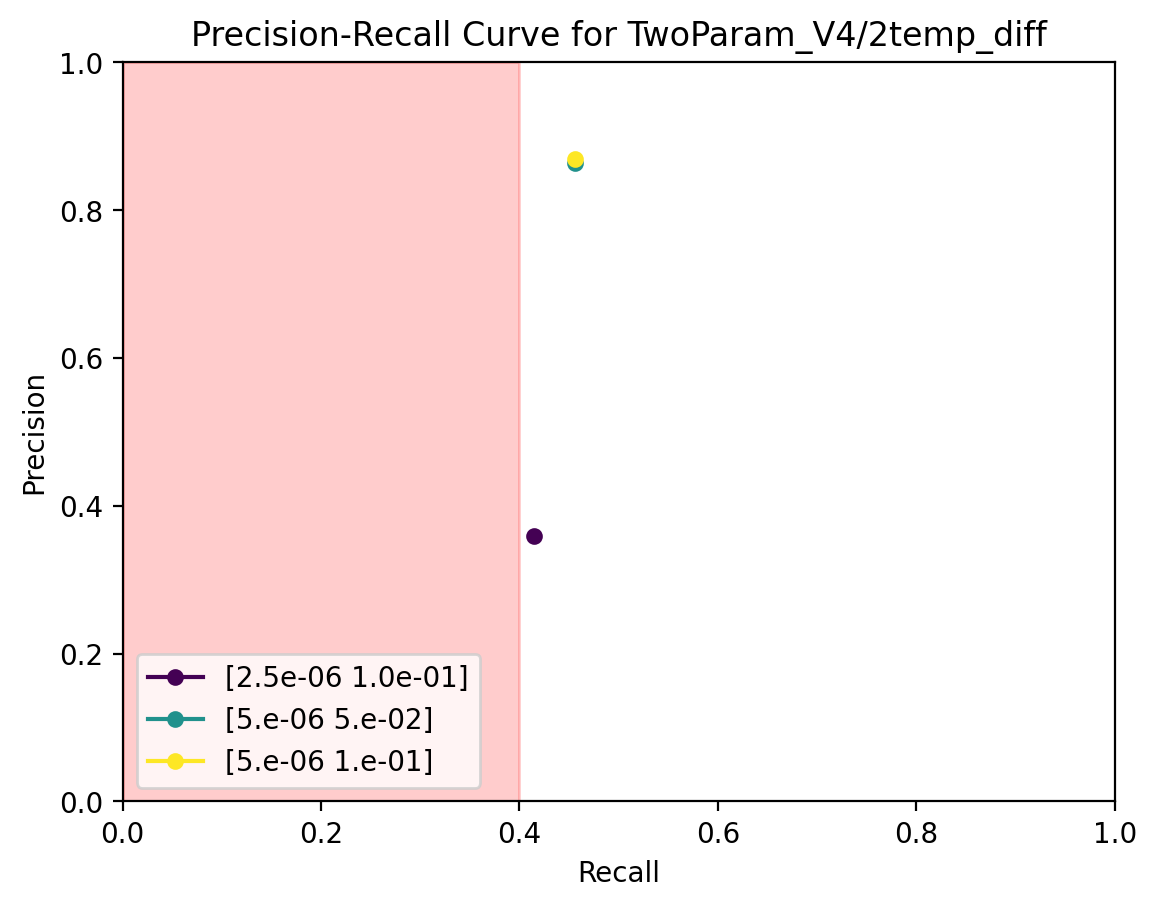 Precision-Recall Curve for TwoParam_V4/2temp_diff
1.0
0.8
0.6
0.4
0.2
0.0
Precision
[2.5e-06 1.0e-01]
[5.e-06 5.e-02]
[5.e-06 1.e-01]
0.0 0.2 0.4 0.6 0.8 1.0
Recall